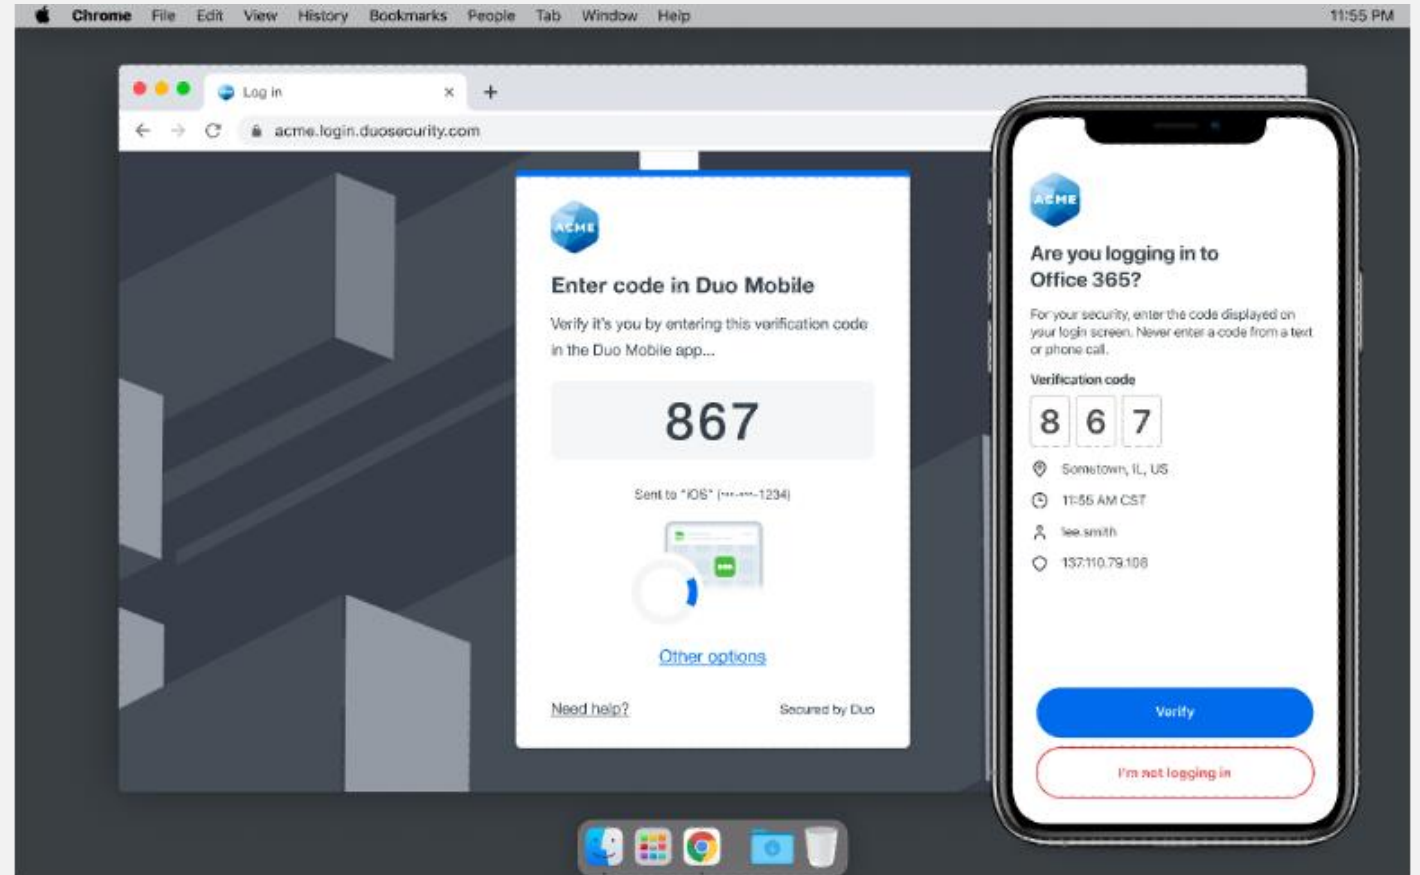 Chrome File Edit View History Bookmarks People Tab Window Help 11:55 PM
Log in
acme.login.duosecurity.com
ACME
Enter code in Duo Mobile
Verify it's you by entering this verification code
in the Duo Mobile app...
867
Sent to "iOS" (•••-•••-1234)
Other options
Need help? Secured by Duo
ACME
Are you logging in to
Office 365?
For your security, enter the code displayed on
your login screen. Never enter a code from a text
or phone call.
Verification code
8 6 7
Sometown, IL, US
11:55 AM CST
lee.smith
137.110.79.108
Verify
I'm not logging in